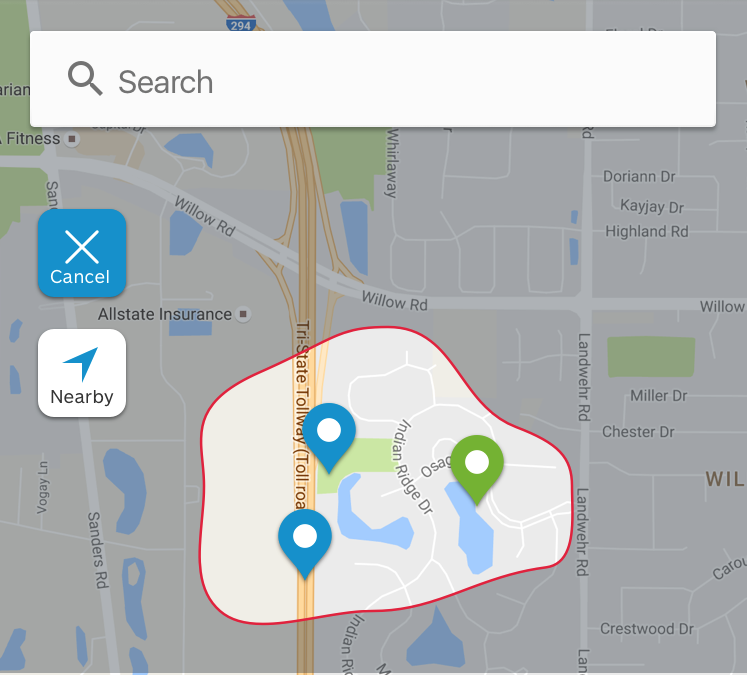 294
Search
Fitness
Rd
Whirlaway
Doriann Dr
Kayjay Dr
Highland Rd
Willow Rd
Cancel
Willow Rd
Willow
Allstate Insurance
Tri-State Tollway (Toll roa
Landwehr Rd
Nearby
Miller Dr
Chester Dr
Indian Ridge Dr
Osag
WIL
Vogay Ln
Sanders Rd
Landwehr Rd
Carou
Crestwood Dr
Indian Ri
Lan